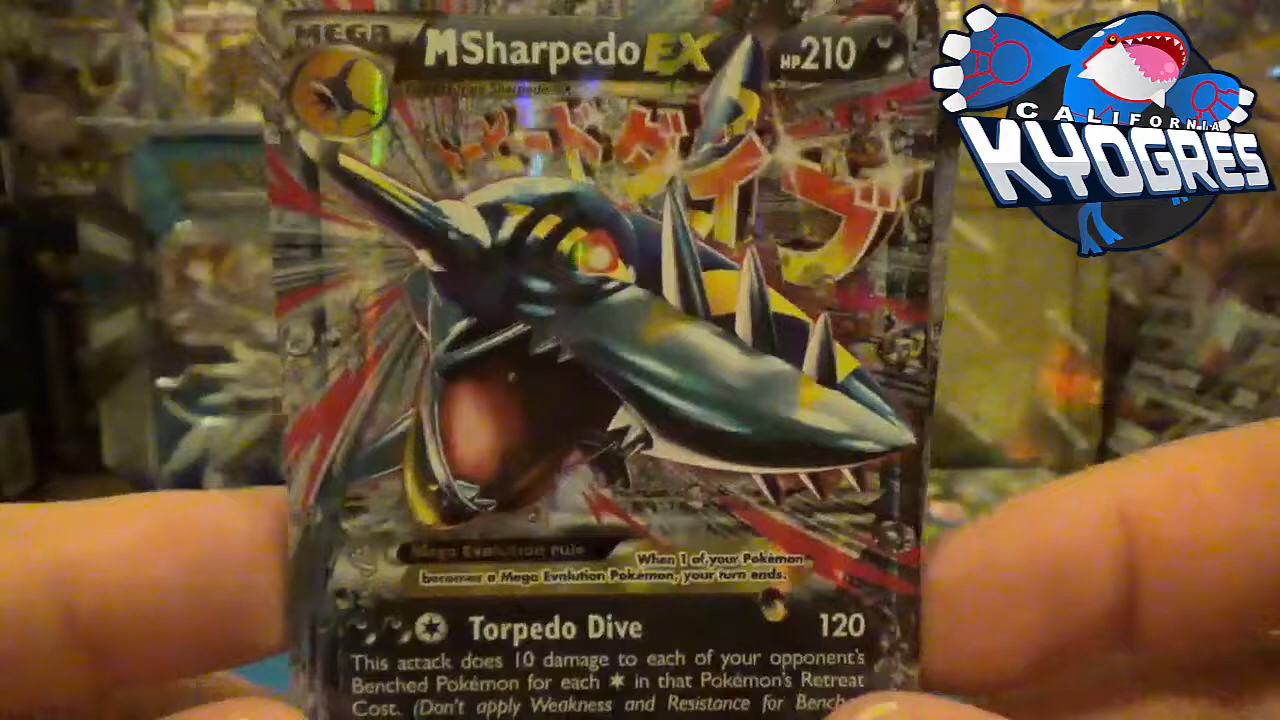 MEGA
M Sharpedo EX HP 210
CALIFORNIA
KYOGRES
Mega Evolution rule
When 1 of your Pokémon
becomes a Mega Evolution Pokémon, your turn ends.
Torpedo Dive 120
This attack does 10 damage to each of your opponent's
Benched Pokémon for each in that Pokémon's Retreat
Cost. (Don't apply Weakness and Resistance for